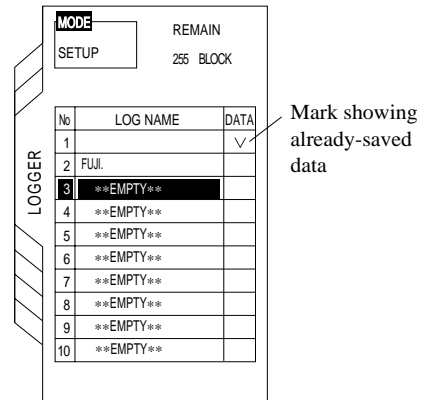 MODE
SETUP
REMAIN
255 BLOCK
LOGGER
No LOG NAME DATA
1 ∨
2 FUJI.
3 **EMPTY**
4 **EMPTY**
5 **EMPTY**
6 **EMPTY**
7 **EMPTY**
8 **EMPTY**
9 **EMPTY**
10 **EMPTY**
Mark showing
already-saved
data